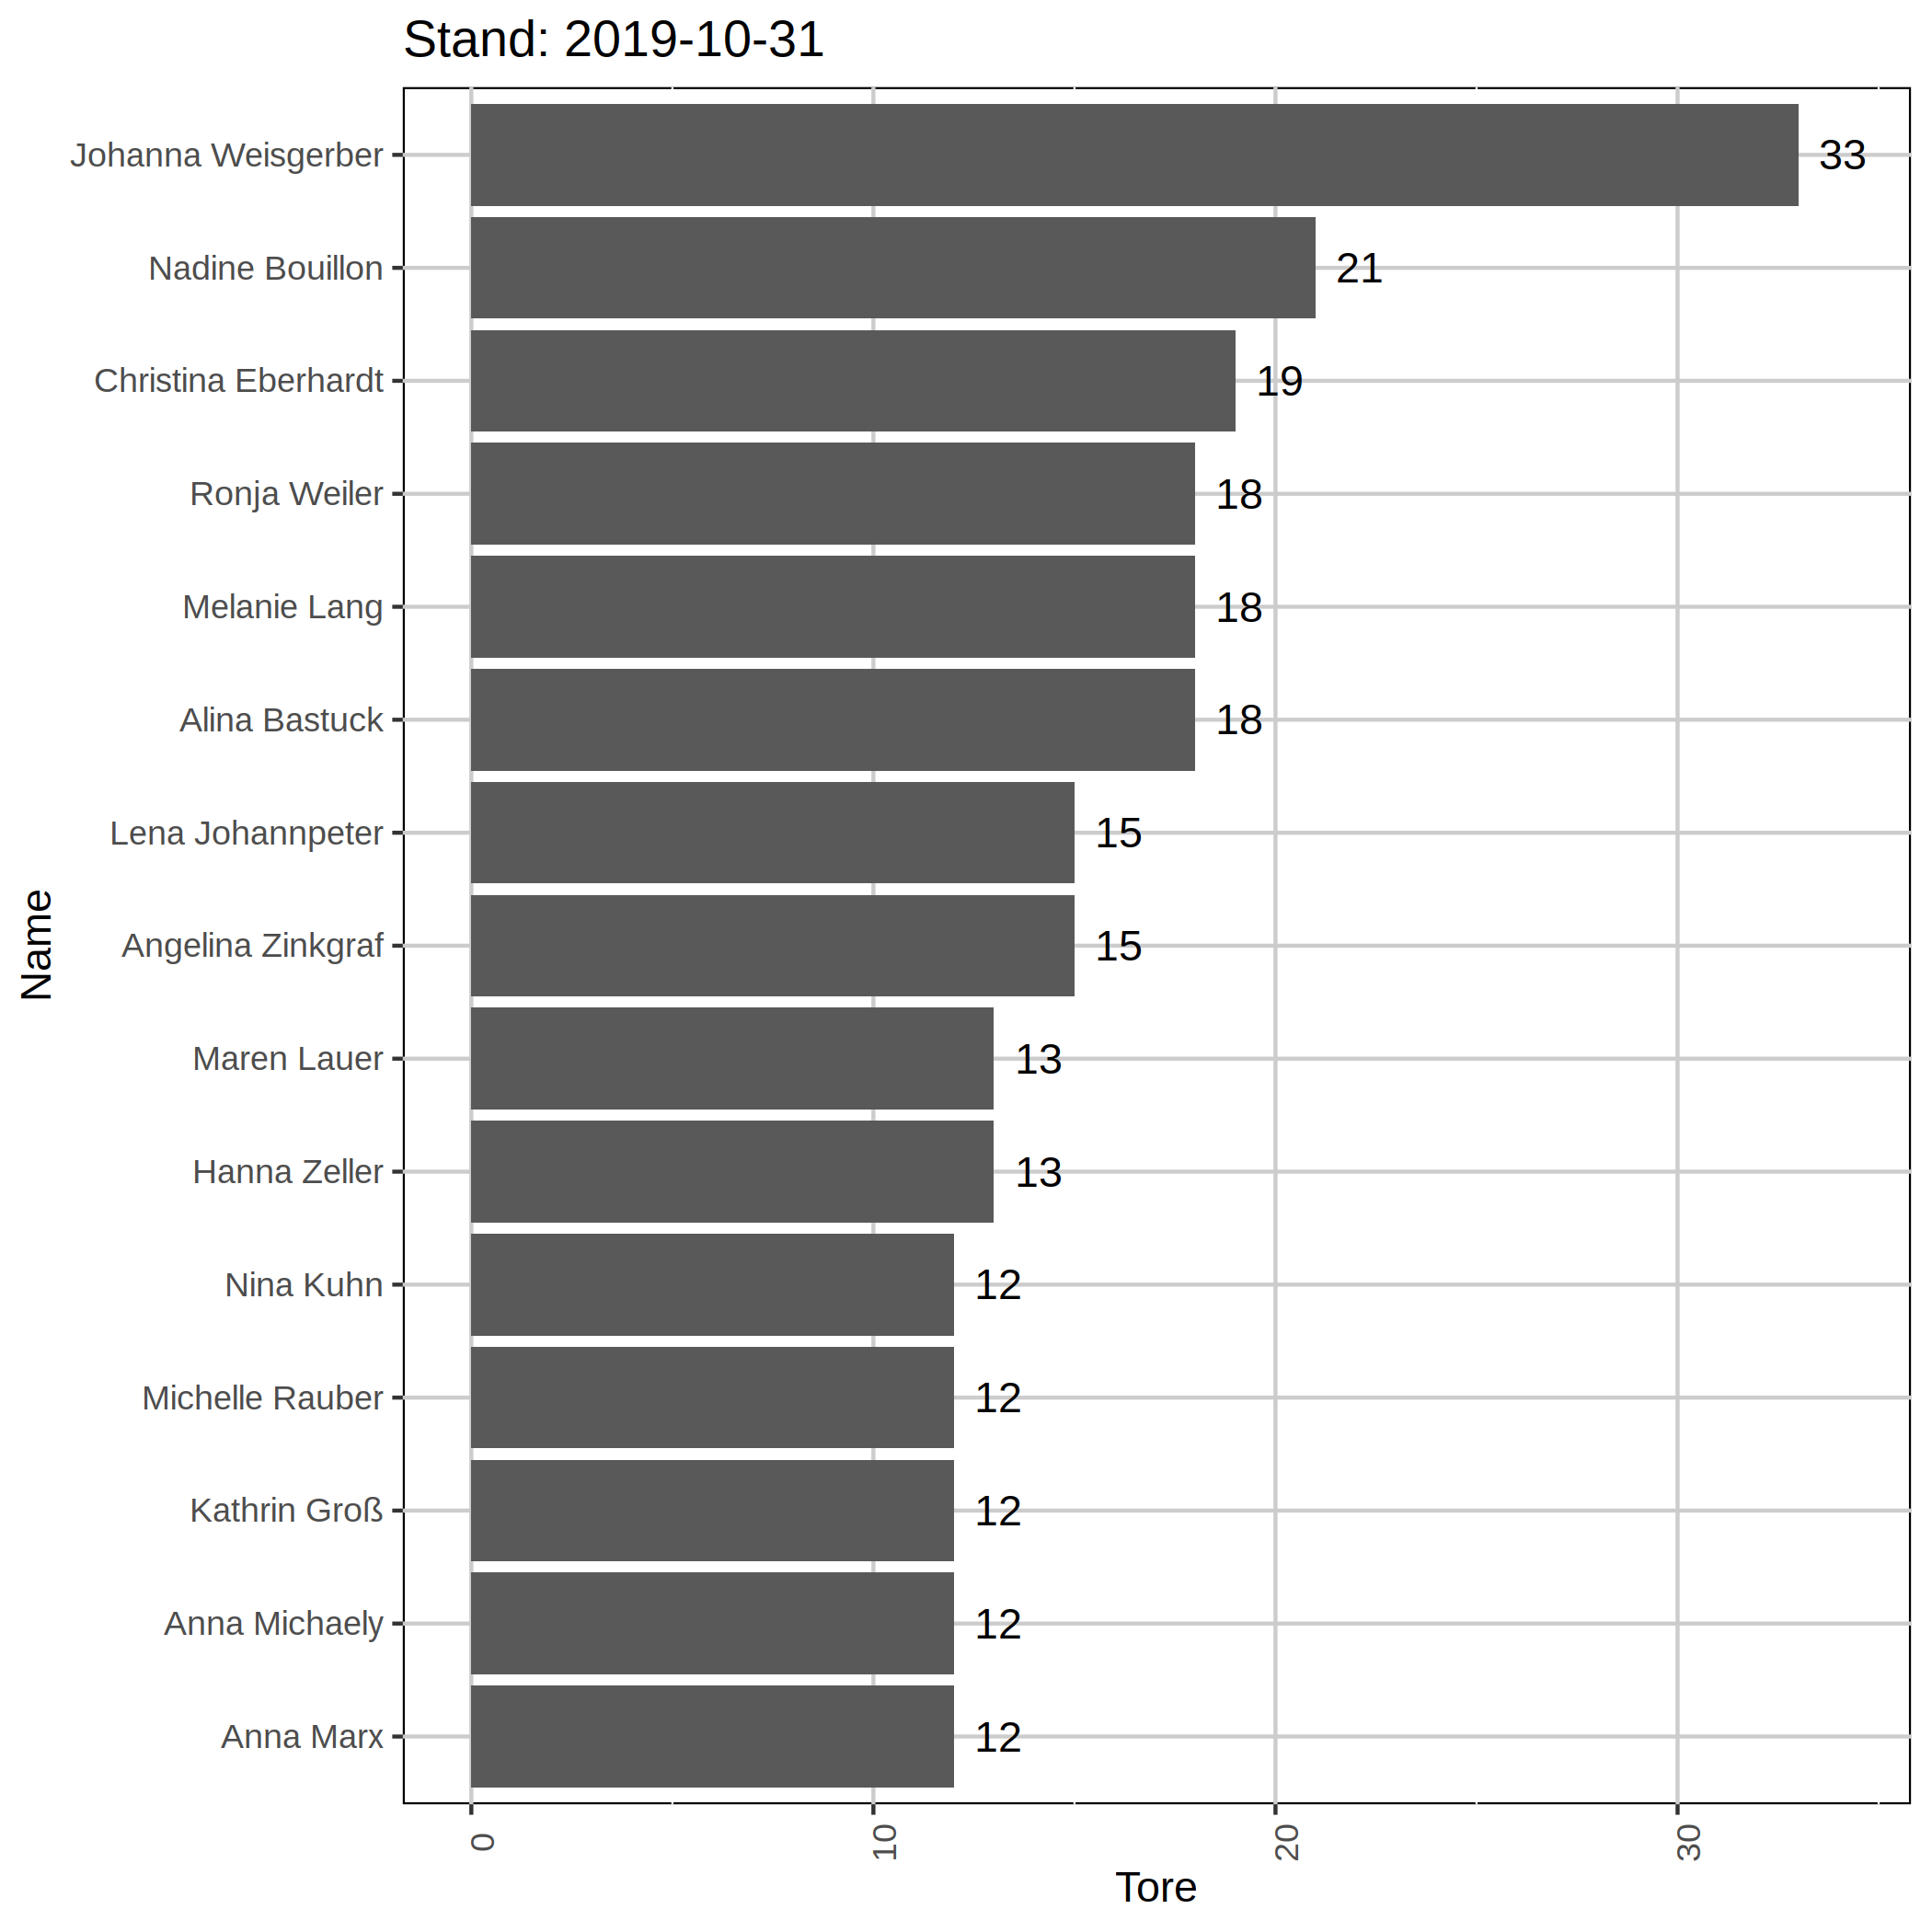 Stand: 2019-10-31
Johanna Weisgerber 33
Nadine Bouillon 21
Christina Eberhardt 19
Ronja Weiler 18
Melanie Lang 18
Alina Bastuck 18
Lena Johannpeter 15
Angelina Zinkgraf 15
Maren Lauer 13
Hanna Zeller 13
Nina Kuhn 12
Michelle Rauber 12
Kathrin Groß 12
Anna Michaely 12
Anna Marx 12
Name
0 10 20 30
Tore